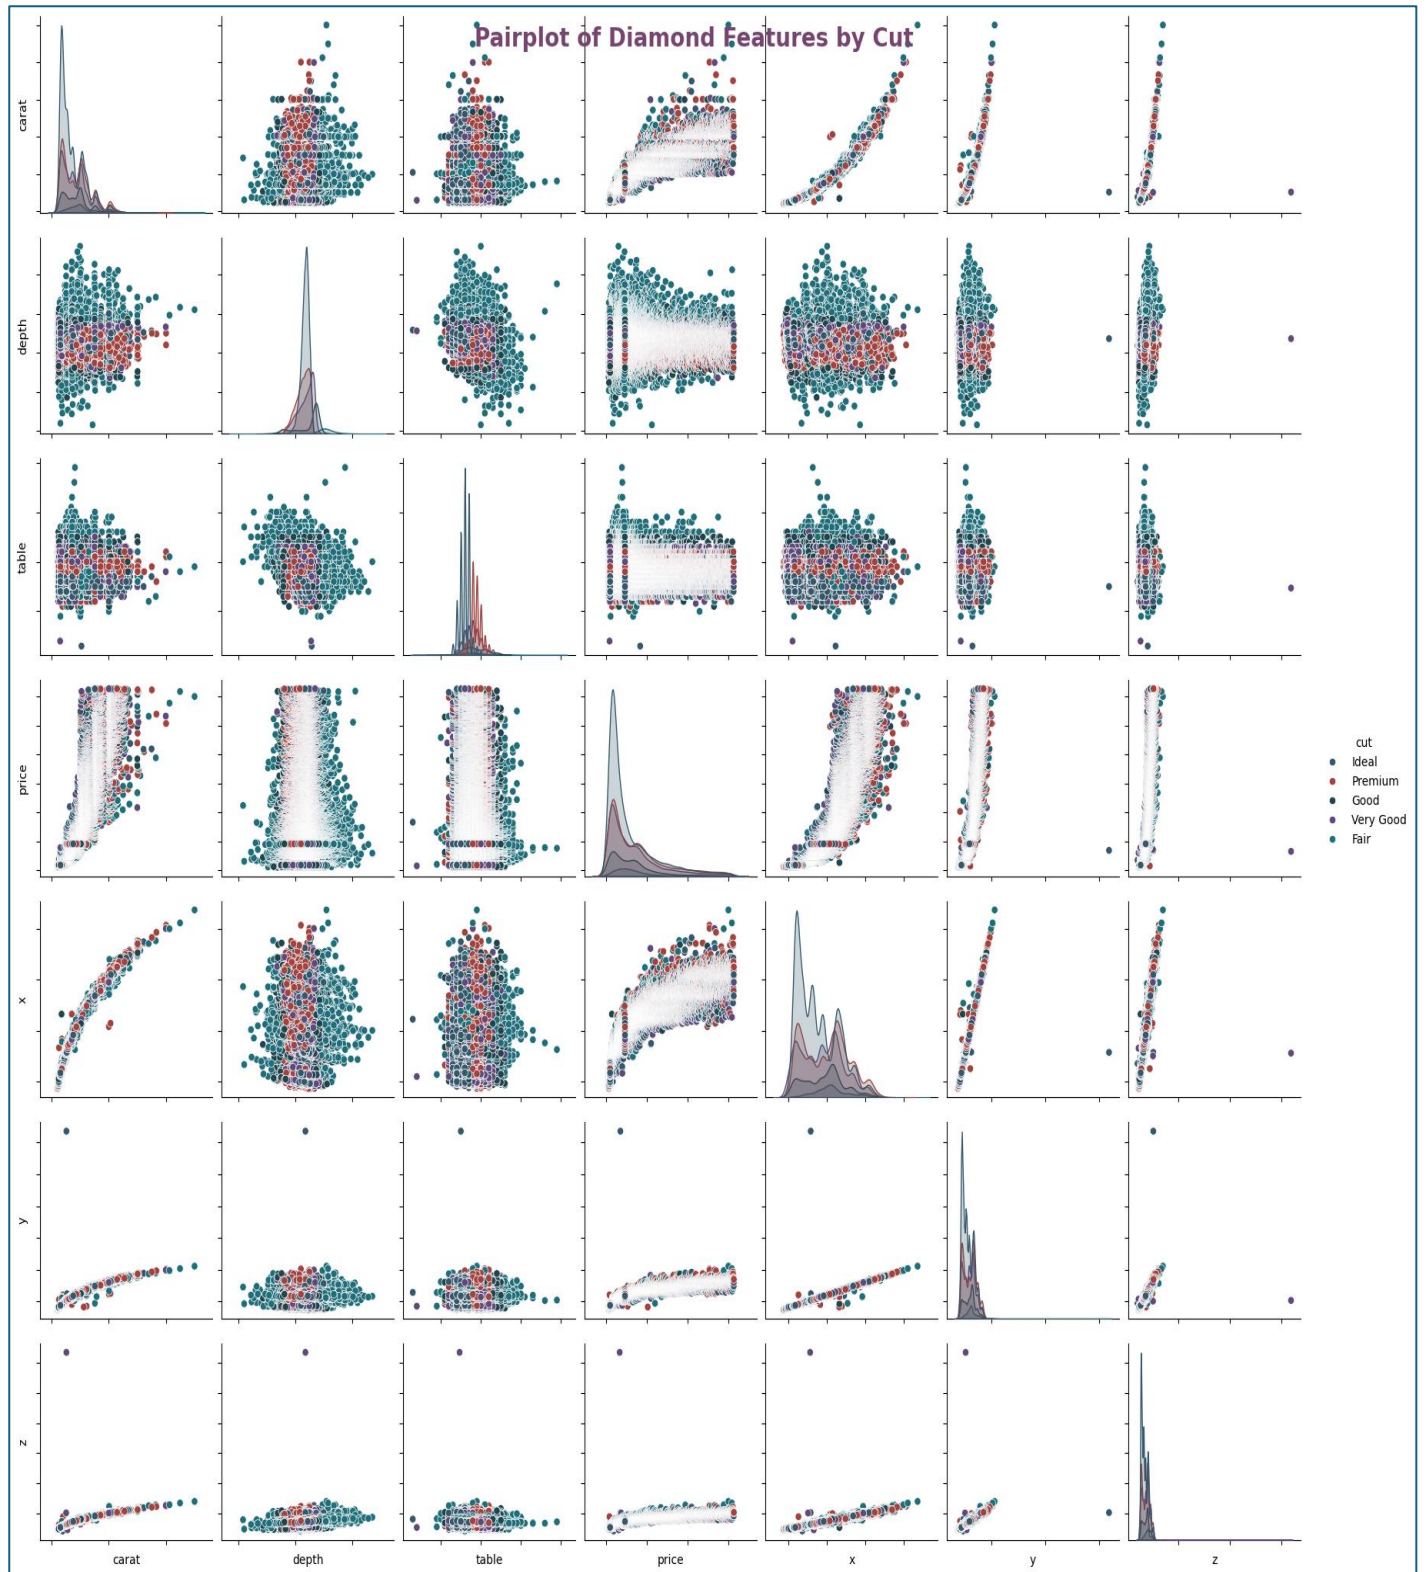 Pairplot of Diamond Features by Cut
carat
depth
table
price
x
y
z
cut
Ideal
Premium
Good
Very Good
Fair
carat
depth
table
price
x
y
z